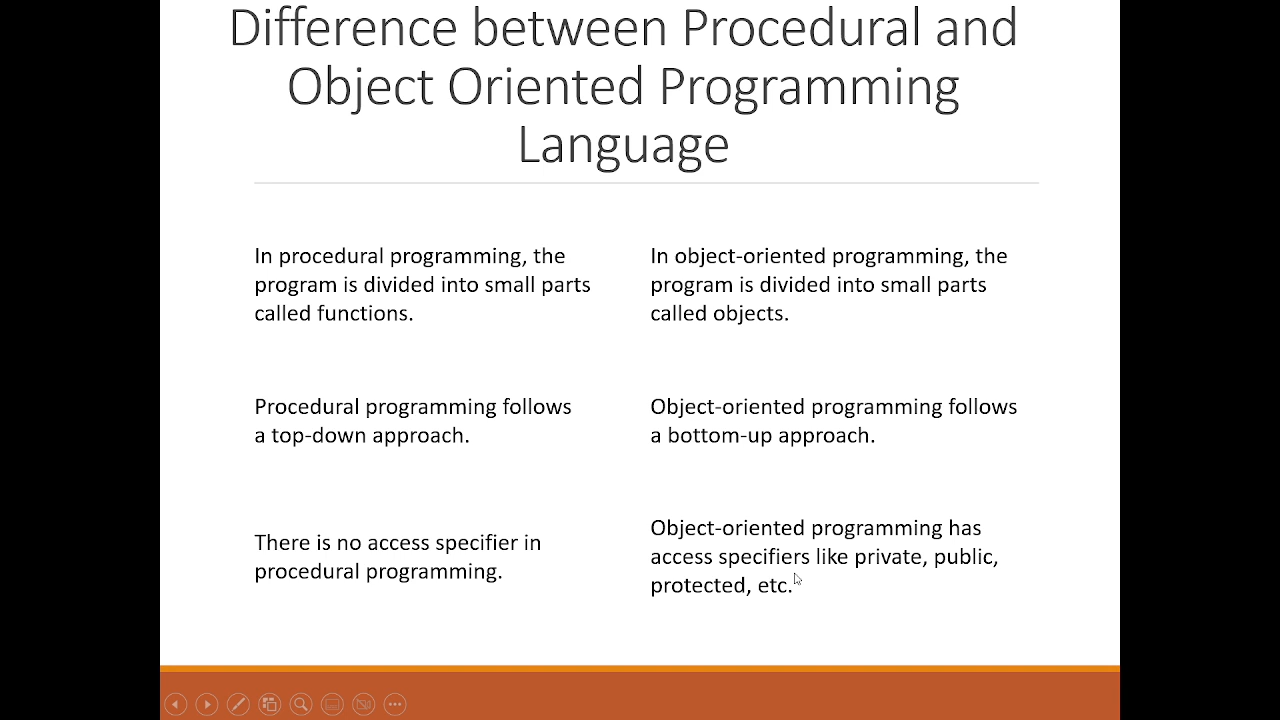 Difference between Procedural and
Object Oriented Programming
Language
In procedural programming, the
program is divided into small parts
called functions.
In object-oriented programming, the
program is divided into small parts
called objects.
Procedural programming follows
a top-down approach.
Object-oriented programming follows
a bottom-up approach.
There is no access specifier in
procedural programming.
Object-oriented programming has
access specifiers like private, public,
protected, etc.